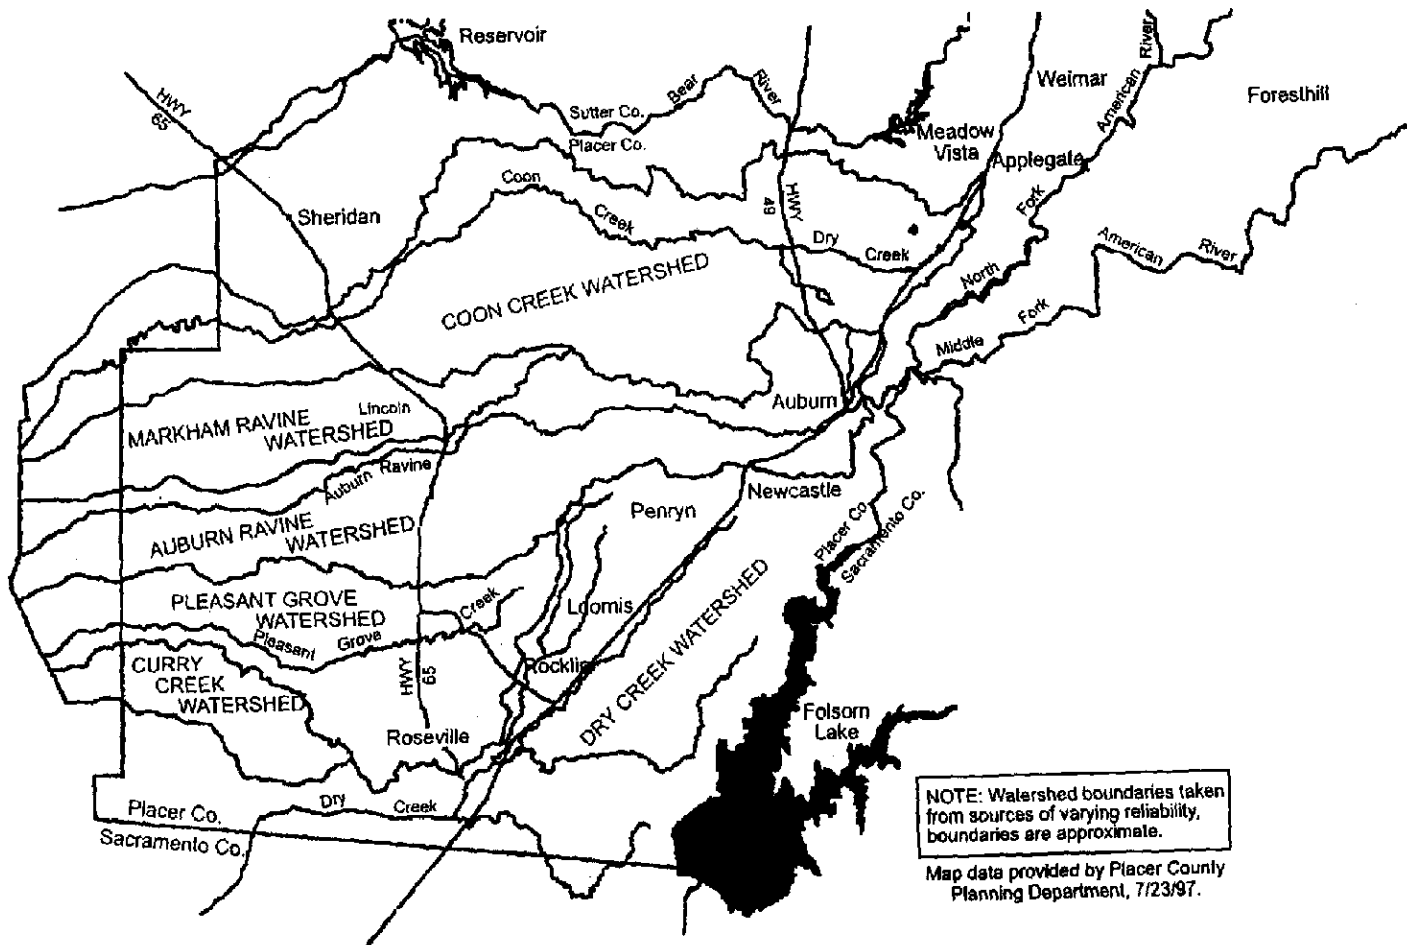 Reservoir
HWY
65
Sutter Co.
Bear
River
Placer Co.
Weimar
American
River
Foresthill
Meadow
Vista
Applegate
Coon
Creek
HWY
49
Dry
Creek
Fork
North
American
River
Sheridan
COON CREEK WATERSHED
Middle
Fork
Auburn
Lincoln
MARKHAM RAVINE
WATERSHED
Auburn
Ravine
Newcastle
Penryn
AUBURN RAVINE
WATERSHED
Placer Co.
Sacramento Co.
PLEASANT GROVE
WATERSHED
Pleasant
Grove
Creek
Loomis
Rocklin
DRY CREEK WATERSHED
CURRY
CREEK
WATERSHED
HWY
65
Roseville
Folsom
Lake
Placer Co.
Sacramento Co.
Dry
Creek
NOTE: Watershed boundaries taken
from sources of varying reliability,
boundaries are approximate.
Map data provided by Placer County
Planning Department, 7/23/97.